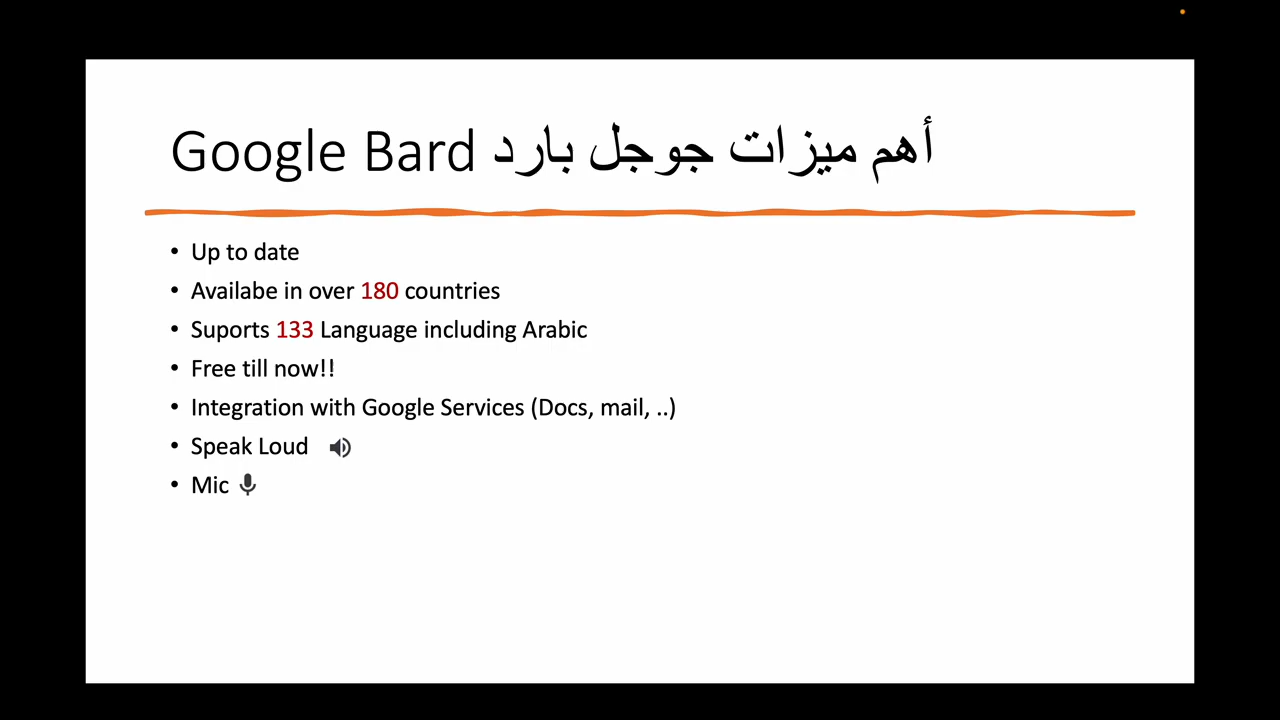 أهم ميزات جوجل بارد Google Bard
• Up to date
• Availabe in over 180 countries
• Suports 133 Language including Arabic
• Free till now!!
• Integration with Google Services (Docs, mail, ..)
• Speak Loud
• Mic